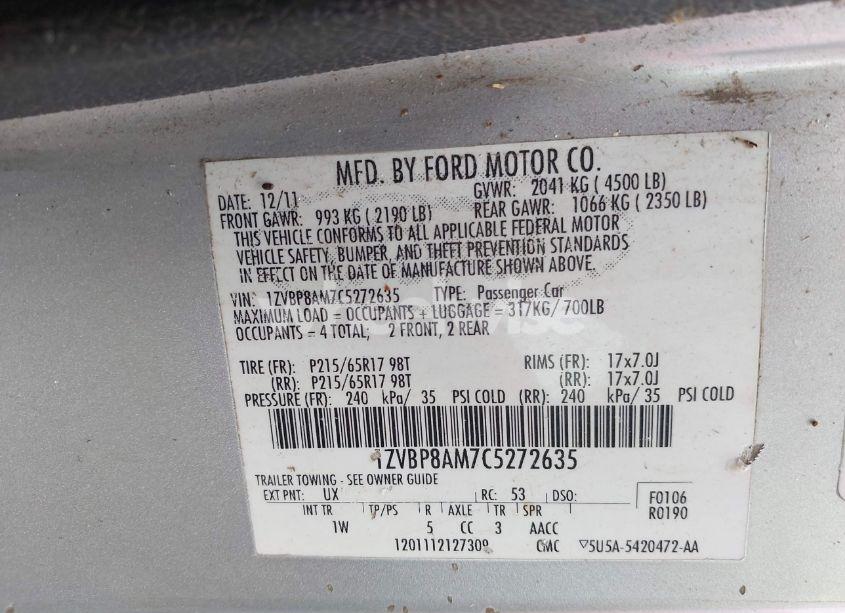 MFD. BY FORD MOTOR CO.
DATE: 12/11 GVWR: 2041 KG ( 4500 LB)
FRONT GAWR: 993 KG ( 2190 LB) REAR GAWR: 1066 KG ( 2350 LB)
THIS VEHICLE CONFORMS TO ALL APPLICABLE FEDERAL MOTOR
VEHICLE SAFETY, BUMPER, AND THEFT PREVENTION STANDARDS
IN EFFECT ON THE DATE OF MANUFACTURE SHOWN ABOVE.
VIN: 1ZVBP8AM7C5272635 TYPE: Passenger Car
MAXIMUM LOAD = OCCUPANTS + LUGGAGE = 317KG/700LB
OCCUPANTS = 4 TOTAL; 2 FRONT, 2 REAR
TIRE (FR): P215/65R17 98T RIMS (FR): 17x7.0J
(RR): P215/65R17 98T (RR): 17x7.0J
PRESSURE (FR): 240 kPa/ 35 PSI COLD (RR): 240 kPa/ 35 PSI COLD
1ZVBP8AM7C5272635
TRAILER TOWING - SEE OWNER GUIDE
EXT PNT: UX RC: 53 DSO: F0106
R0190
INT TR TP/PS R AXLE TR SPR
1W 5 CC 3 AACC
1201112127309 CMC ▽5U5A-5420472-AA